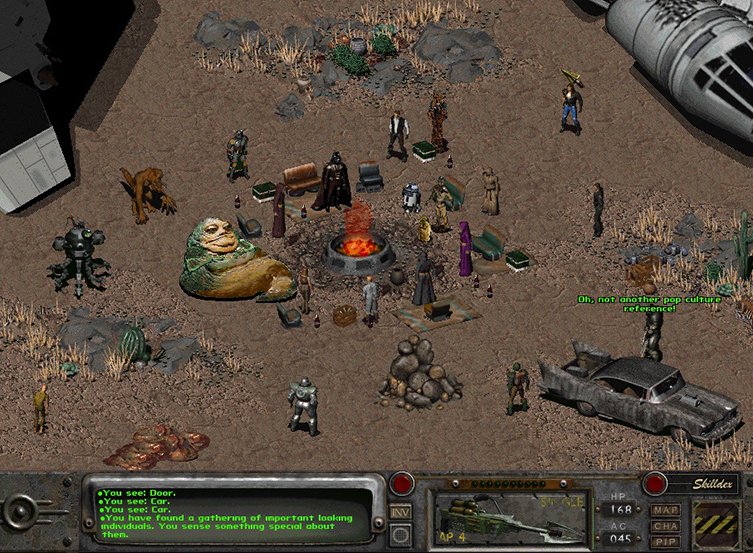 Oh, not another pop culture
reference!
You see: Door.
You see: Car.
You see: Car.
You have found a gathering of important looking
individuals. You sense something special about
them.
INV
SINGLE
AP 4
HP
168
AC
045
Skilldex
MAP
CHA
PIP